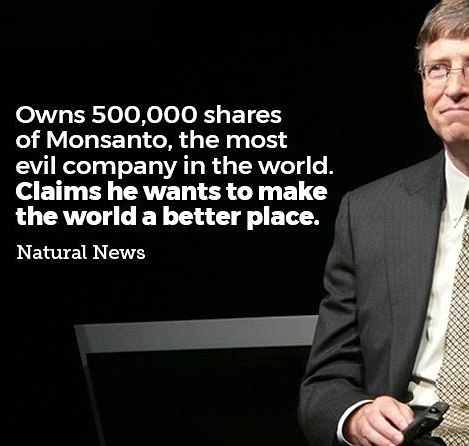 Owns 500,000 shares
of Monsanto, the most
evil company in the world.
Claims he wants to make
the world a better place.
Natural News